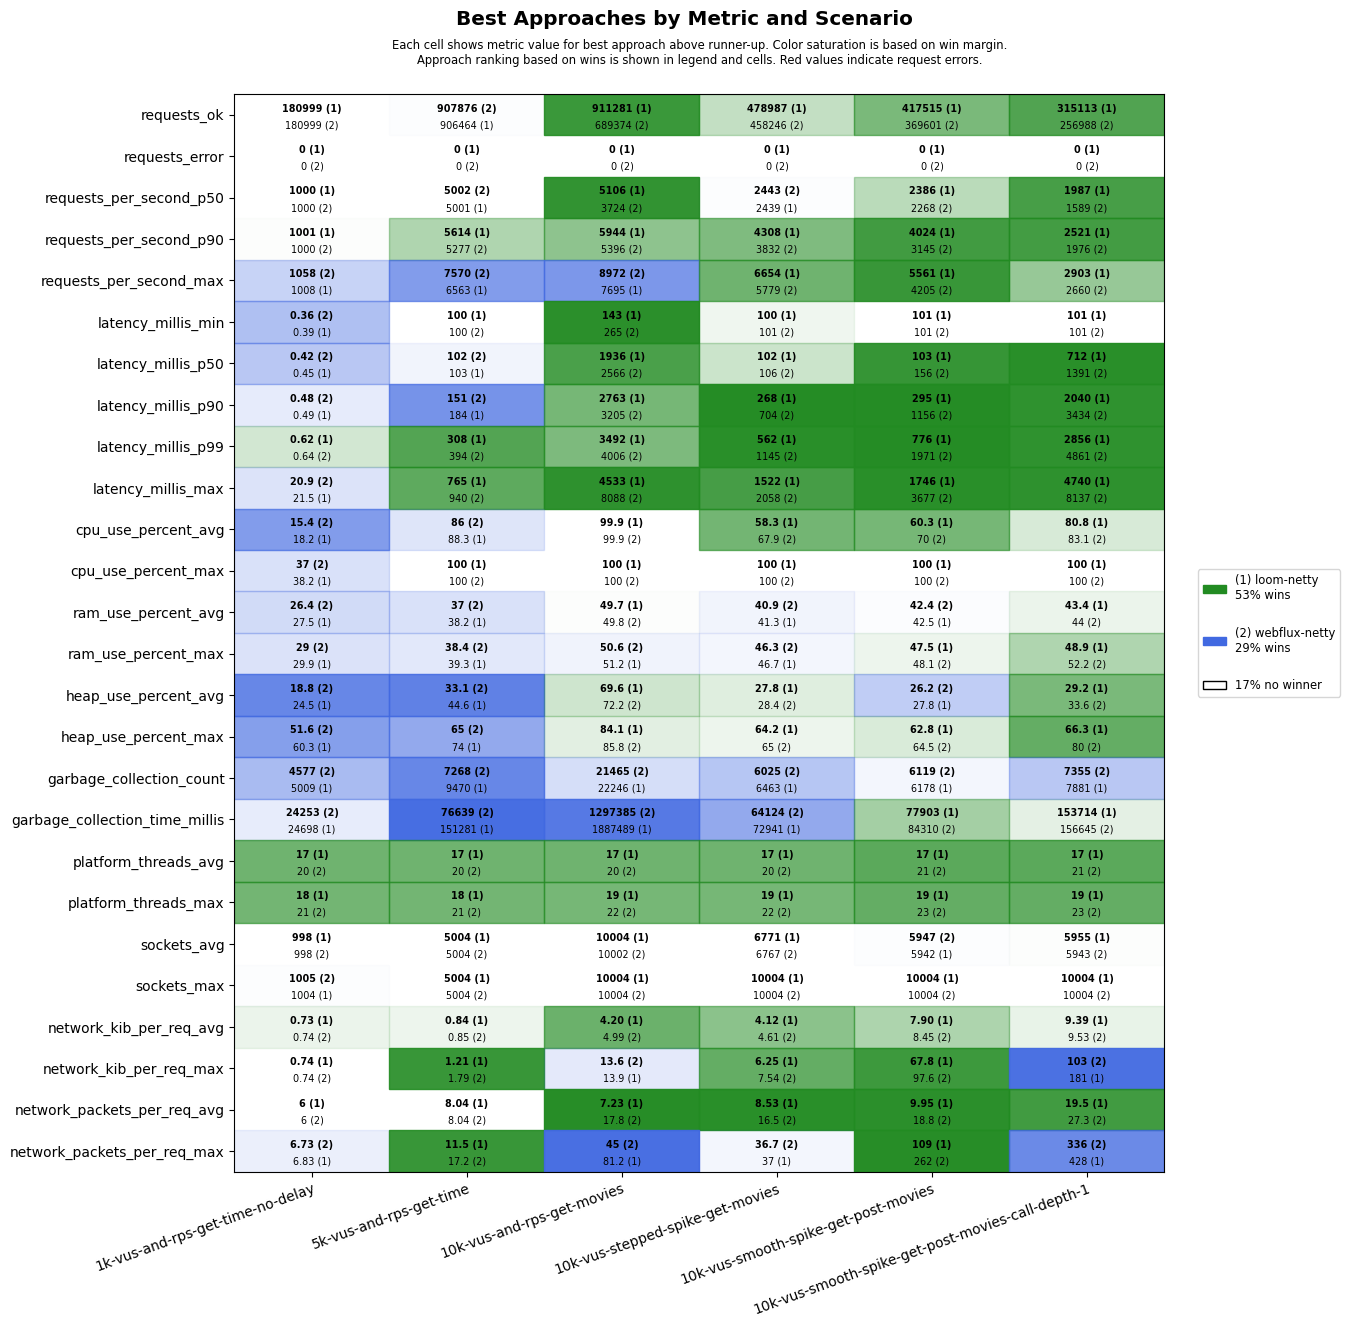 Best Approaches by Metric and Scenario
Each cell shows metric value for best approach above runner-up. Color saturation is based on win margin.
Approach ranking based on wins is shown in legend and cells. Red values indicate request errors.
requests_ok
180999 (1) 907876 (2) 911281 (1) 478987 (1) 417515 (1) 315113 (1)
180999 (2) 906464 (1) 689374 (2) 458246 (2) 369601 (2) 256988 (2)
requests_error
0 (1) 0 (1) 0 (1) 0 (1) 0 (1) 0 (1)
0 (2) 0 (2) 0 (2) 0 (2) 0 (2) 0 (2)
requests_per_second_p50
1000 (1) 5002 (2) 5106 (1) 2443 (2) 2386 (1) 1987 (1)
1000 (2) 5001 (1) 3724 (2) 2439 (1) 2268 (2) 1589 (2)
requests_per_second_p90
1001 (1) 5614 (1) 5944 (1) 4308 (1) 4024 (1) 2521 (1)
1000 (2) 5277 (2) 5396 (2) 3832 (2) 3145 (2) 1976 (2)
requests_per_second_max
1058 (2) 7570 (2) 8972 (2) 6654 (1) 5561 (1) 2903 (1)
1008 (1) 6563 (1) 7695 (1) 5779 (2) 4205 (2) 2660 (2)
latency_millis_min
0.36 (2) 100 (1) 143 (1) 100 (1) 101 (1) 101 (1)
0.39 (1) 100 (2) 265 (2) 101 (2) 101 (2) 101 (2)
latency_millis_p50
0.42 (2) 102 (2) 1936 (1) 102 (1) 103 (1) 712 (1)
0.45 (1) 103 (1) 2566 (2) 106 (2) 156 (2) 1391 (2)
latency_millis_p90
0.48 (2) 151 (2) 2763 (1) 268 (1) 295 (1) 2040 (1)
0.49 (1) 184 (1) 3205 (2) 704 (2) 1156 (2) 3434 (2)
latency_millis_p99
0.62 (1) 308 (1) 3492 (1) 562 (1) 776 (1) 2856 (1)
0.64 (2) 394 (2) 4006 (2) 1145 (2) 1971 (2) 4861 (2)
latency_millis_max
20.9 (2) 765 (1) 4533 (1) 1522 (1) 1746 (1) 4740 (1)
21.5 (1) 940 (2) 8088 (2) 2058 (2) 3677 (2) 8137 (2)
cpu_use_percent_avg
15.4 (2) 86 (2) 99.9 (1) 58.3 (1) 60.3 (1) 80.8 (1)
18.2 (1) 88.3 (1) 99.9 (2) 67.9 (2) 70 (2) 83.1 (2)
cpu_use_percent_max
37 (2) 100 (1) 100 (1) 100 (1) 100 (1) 100 (1)
38.2 (1) 100 (2) 100 (2) 100 (2) 100 (2) 100 (2)
ram_use_percent_avg
26.4 (2) 37 (2) 49.7 (1) 40.9 (2) 42.4 (2) 43.4 (1)
27.5 (1) 38.2 (1) 49.8 (2) 41.3 (1) 42.5 (1) 44 (2)
ram_use_percent_max
29 (2) 38.4 (2) 50.6 (1) 46.3 (2) 47.5 (1) 48.9 (1)
29.9 (1) 39.3 (1) 51.2 (2) 46.7 (1) 48.1 (2) 52.2 (2)
heap_use_percent_avg
18.8 (2) 33.1 (2) 69.6 (1) 27.8 (1) 26.2 (2) 29.2 (1)
24.5 (1) 44.6 (1) 72.2 (2) 28.4 (2) 27.8 (1) 33.6 (2)
heap_use_percent_max
51.6 (2) 65 (2) 84.1 (1) 64.2 (1) 62.8 (1) 66.3 (1)
60.3 (1) 74 (1) 85.8 (2) 65 (2) 64.5 (2) 80 (2)
garbage_collection_count
4577 (2) 7268 (2) 21465 (2) 6025 (2) 6119 (2) 7355 (2)
5009 (1) 9470 (1) 22246 (1) 6463 (1) 6178 (1) 7881 (1)
garbage_collection_time_millis
24253 (2) 76639 (2) 1297385 (2) 64124 (2) 77903 (1) 153714 (1)
24698 (1) 151281 (1) 1887489 (1) 72941 (1) 84310 (2) 156645 (2)
platform_threads_avg
17 (1) 17 (1) 17 (1) 17 (1) 17 (1) 17 (1)
20 (2) 20 (2) 20 (2) 20 (2) 21 (2) 21 (2)
platform_threads_max
18 (1) 18 (1) 19 (1) 19 (1) 19 (1) 19 (1)
21 (2) 21 (2) 22 (2) 22 (2) 23 (2) 23 (2)
sockets_avg
998 (1) 5004 (1) 10004 (1) 6771 (1) 5947 (2) 5955 (1)
998 (2) 5004 (2) 10002 (2) 6767 (2) 5942 (1) 5943 (2)
sockets_max
1005 (2) 5004 (1) 10004 (1) 10004 (1) 10004 (1) 10004 (1)
1004 (1) 5004 (2) 10004 (2) 10004 (2) 10004 (2) 10004 (2)
network_kib_per_req_avg
0.73 (1) 0.84 (1) 4.20 (1) 4.12 (1) 7.90 (1) 9.39 (1)
0.74 (2) 0.85 (2) 4.99 (2) 4.61 (2) 8.45 (2) 9.53 (2)
network_kib_per_req_max
0.74 (1) 1.21 (1) 13.6 (2) 6.25 (1) 67.8 (1) 103 (2)
0.74 (2) 1.79 (2) 13.9 (1) 7.54 (2) 97.6 (2) 181 (1)
network_packets_per_req_avg
6 (1) 8.04 (1) 7.23 (1) 8.53 (1) 9.95 (1) 19.5 (1)
6 (2) 8.04 (2) 17.8 (2) 16.5 (2) 18.8 (2) 27.3 (2)
network_packets_per_req_max
6.73 (2) 11.5 (1) 45 (2) 36.7 (2) 109 (1) 336 (2)
6.83 (1) 17.2 (2) 81.2 (1) 37 (1) 262 (2) 428 (1)
1k-vus-and-rps-get-time-no-delay
5k-vus-and-rps-get-time
10k-vus-and-rps-get-movies
10k-vus-stepped-spike-get-movies
10k-vus-smooth-spike-get-post-movies
10k-vus-smooth-spike-get-post-movies-call-depth-1
(1) loom-netty
53% wins
(2) webflux-netty
29% wins
17% no winner